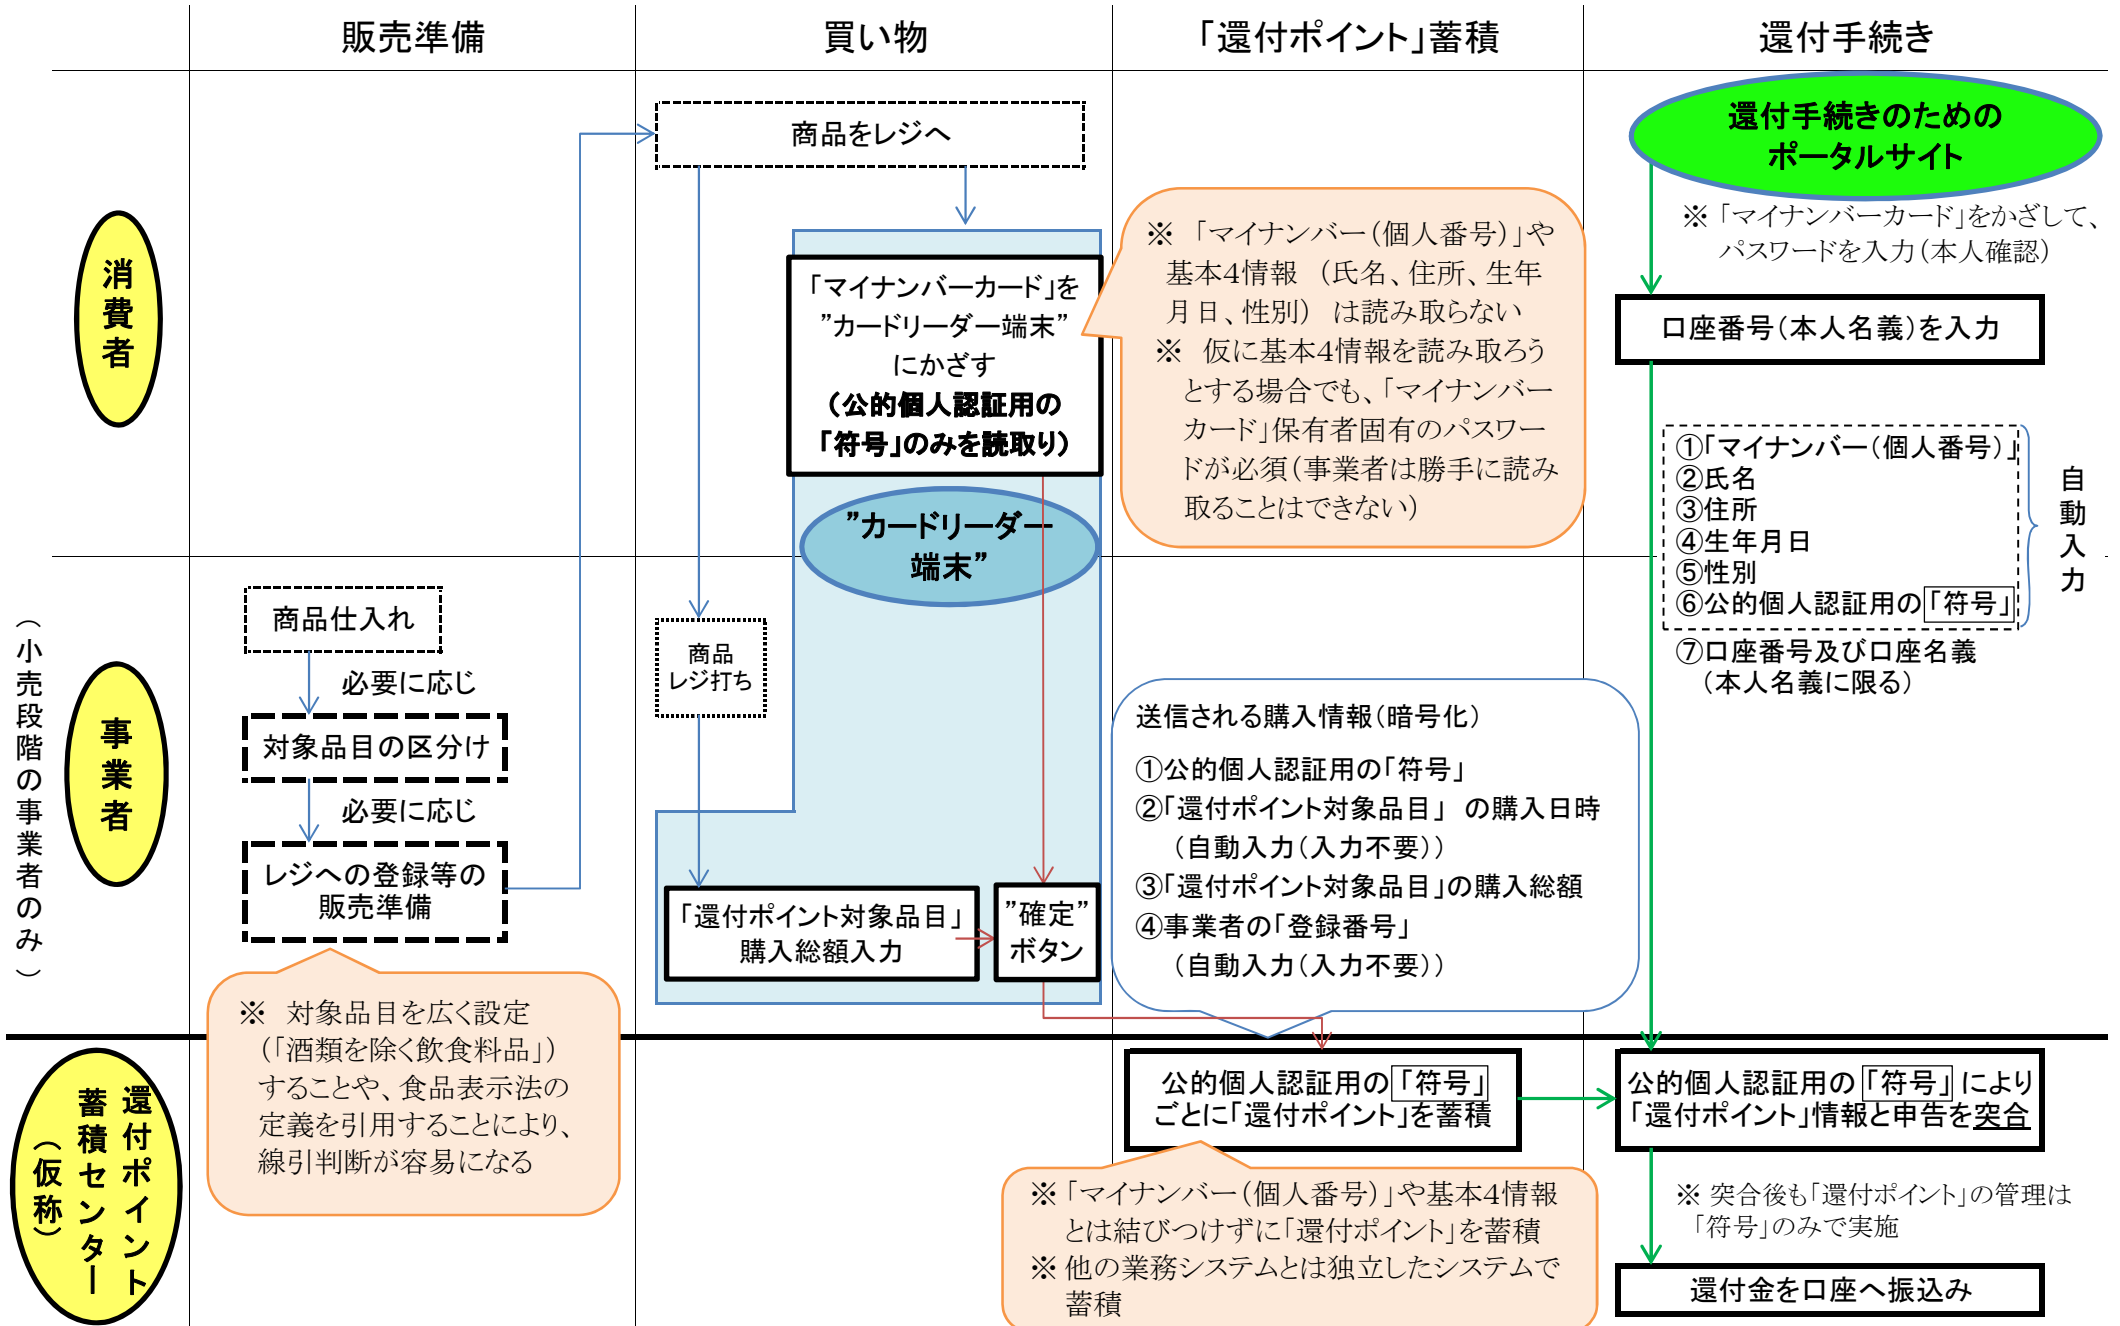 販売準備
買い物
「還付ポイント」蓄積
還付手続き
消費者
事業者
（小売段階の事業者のみ）
還付ポイント
蓄積センター
（仮称）
商品仕入れ
必要に応じ
対象品目の区分け
必要に応じ
レジへの登録等の
販売準備
※　対象品目を広く設定
（「酒類を除く飲食料品」）
することや、食品表示法の
定義を引用することにより、
線引判断が容易になる
商品をレジへ
「マイナンバーカード」を
”カードリーダー端末”
にかざす
（公的個人認証用の
「符号」のみを読取り）
”カードリーダー
端末”
商品
レジ打ち
「還付ポイント対象品目」
購入総額入力
”確定”
ボタン
※　「マイナンバー（個人番号）」や
基本４情報　（氏名、住所、生年
月日、性別）　は読み取らない
※　仮に基本４情報を読み取ろう
とする場合でも、「マイナンバー
カード」保有者固有のパスワー
ドが必須（事業者は勝手に読み
取ることはできない）
送信される購入情報（暗号化）
①公的個人認証用の「符号」
②「還付ポイント対象品目」　の購入日時
（自動入力（入力不要））
③「還付ポイント対象品目」の購入総額
④事業者の「登録番号」
（自動入力（入力不要））
公的個人認証用の「符号」
ごとに「還付ポイント」を蓄積
※「マイナンバー（個人番号）」や基本４情報
とは結びつけずに「還付ポイント」を蓄積
※ 他の業務システムとは独立したシステムで
蓄積
還付手続きのための
ポータルサイト
※「マイナンバーカード」をかざして、
パスワードを入力（本人確認）
口座番号（本人名義）を入力
①「マイナンバー（個人番号）」
②氏名
③住所
④生年月日
⑤性別
⑥公的個人認証用の「符号」
自動入力
⑦口座番号及び口座名義
（本人名義に限る）
公的個人認証用の「符号」により
「還付ポイント」情報と申告を突合
※ 突合後も「還付ポイント」の管理は
「符号」のみで実施
還付金を口座へ振込み